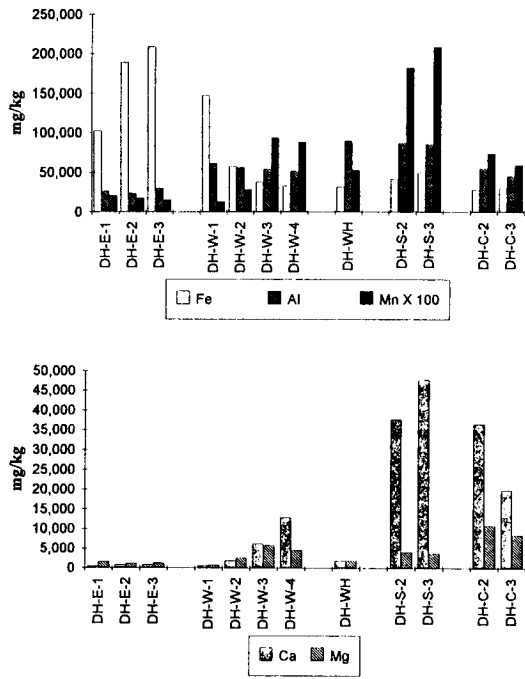 250,000
200,000
150,000
100,000
50,000
0
mg/kg
DH-E-1
DH-E-2
DH-E-3
DH-W-1
DH-W-2
DH-W-3
DH-W-4
DH-WH
DH-S-2
DH-S-3
DH-C-2
DH-C-3
Fe Al Mn X 100
50,000
45,000
40,000
35,000
30,000
25,000
20,000
15,000
10,000
5,000
0
mg/kg
DH-E-1
DH-E-2
DH-E-3
DH-W-1
DH-W-2
DH-W-3
DH-W-4
DH-WH
DH-S-2
DH-S-3
DH-C-2
DH-C-3
Ca Mg